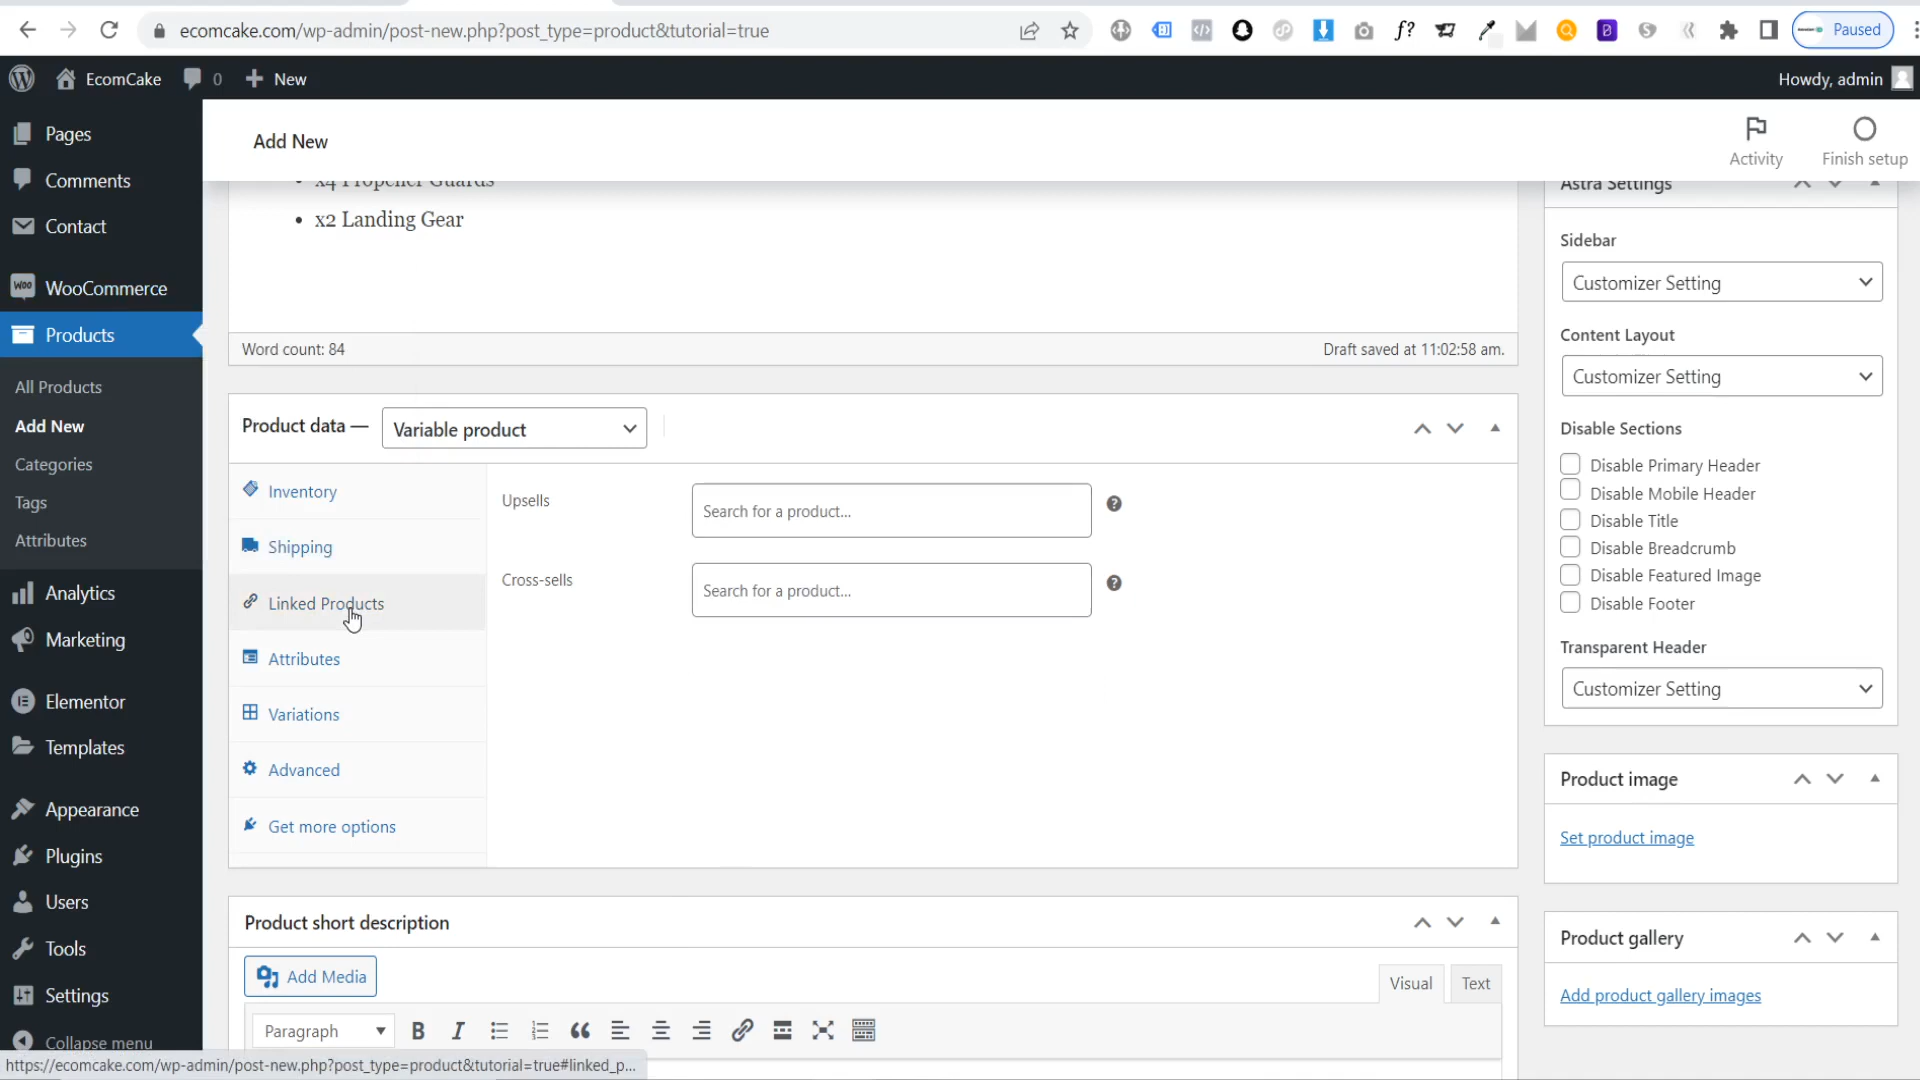 ecomcake.com/wp-admin/post-new.php?post_type=product&tutorial=true
Paused
EcomCake
0
New
Howdy, admin
Pages
Comments
Contact
WooCommerce
Products
All Products
Add New
Categories
Tags
Attributes
Analytics
Marketing
Elementor
Templates
Appearance
Plugins
Users
Tools
Settings
Collapse menu
Add New
Activity
Finish setup
x4 Propeller Guards
x2 Landing Gear
Word count: 84
Draft saved at 11:02:58 am.
Product data —
Variable product
Inventory
Shipping
Linked Products
Attributes
Variations
Advanced
Get more options
Upsells
Search for a product...
Cross-sells
Search for a product...
Product short description
Add Media
Visual
Text
Paragraph
Astra Settings
Sidebar
Customizer Setting
Content Layout
Customizer Setting
Disable Sections
Disable Primary Header
Disable Mobile Header
Disable Title
Disable Breadcrumb
Disable Featured Image
Disable Footer
Transparent Header
Customizer Setting
Product image
Set product image
Product gallery
Add product gallery images
https://ecomcake.com/wp-admin/post-new.php?post_type=product&tutorial=true#linked_p...